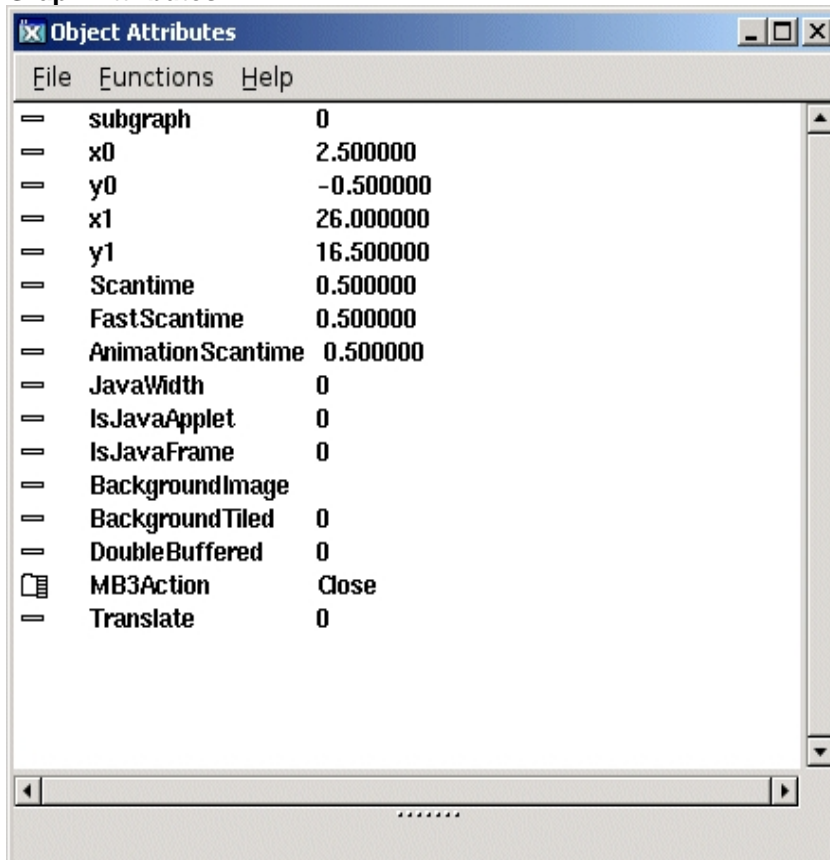 Object Attributes
File Functions Help
subgraph 0
x0 2.500000
y0 -0.500000
x1 26.000000
y1 16.500000
Scantime 0.500000
FastScantime 0.500000
AnimationScantime 0.500000
JavaWidth 0
IsJavaApplet 0
IsJavaFrame 0
BackgroundImage
BackgroundTiled 0
DoubleBuffered 0
MB3Action Close
Translate 0